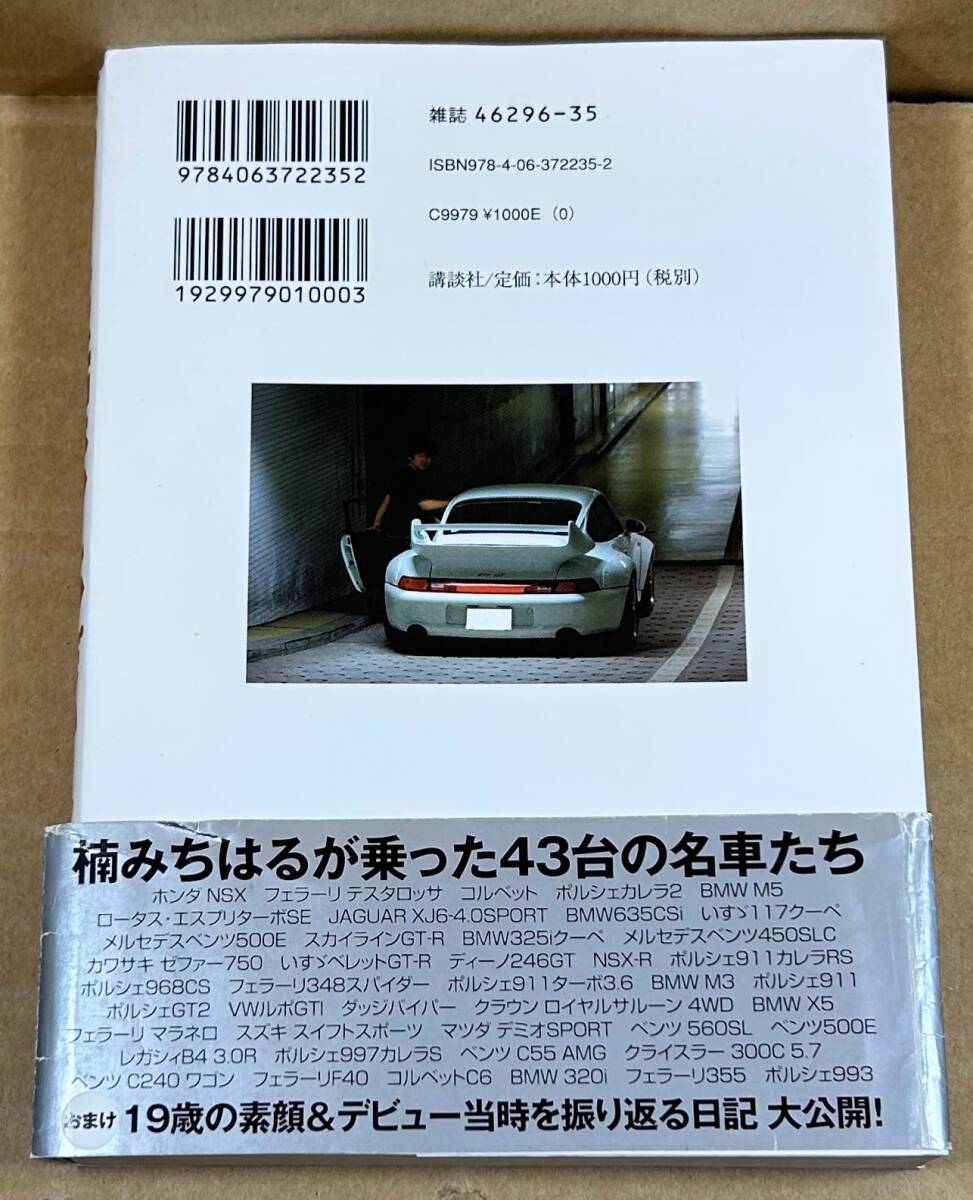 雑誌 46296-35
9784063722352
ISBN978-4-06-372235-2
C9979 ¥1000E (0)
1929979010003
講談社/定価：本体1000円（税別）
楠みちはるが乗った43台の名車たち
ホンダ NSX フェラーリ テスタロッサ コルベット ポルシェカレラ2 BMW M5
ロータス・エスプリターボSE JAGUAR XJ6-4.0SPORT BMW635CSi いすゞ117クーペ
メルセデスベンツ500E スカイラインGT-R BMW325iクーペ メルセデスベンツ450SLC
カワサキ ゼファー750 いすゞベレットGT-R ディーノ246GT NSX-R ポルシェ911カレラRS
ポルシェ968CS フェラーリ348スパイダー ポルシェ911ターボ3.6 BMW M3 ポルシェ911
ポルシェGT2 VWルポGTI ダッジバイパー クラウン ロイヤルサルーン 4WD BMW X5
フェラーリ マラネロ スズキ スイフトスポーツ マツダ デミオSPORT ベンツ 560SL ベンツ500E
レガシィB4 3.0R ポルシェ997カレラS ベンツ C55 AMG クライスラー 300C 5.7
ベンツ C240 ワゴン フェラーリF40 コルベットC6 BMW 320i フェラーリ355 ポルシェ993
おまけ 19歳の素顔&デビュー当時を振り返る日記 大公開！